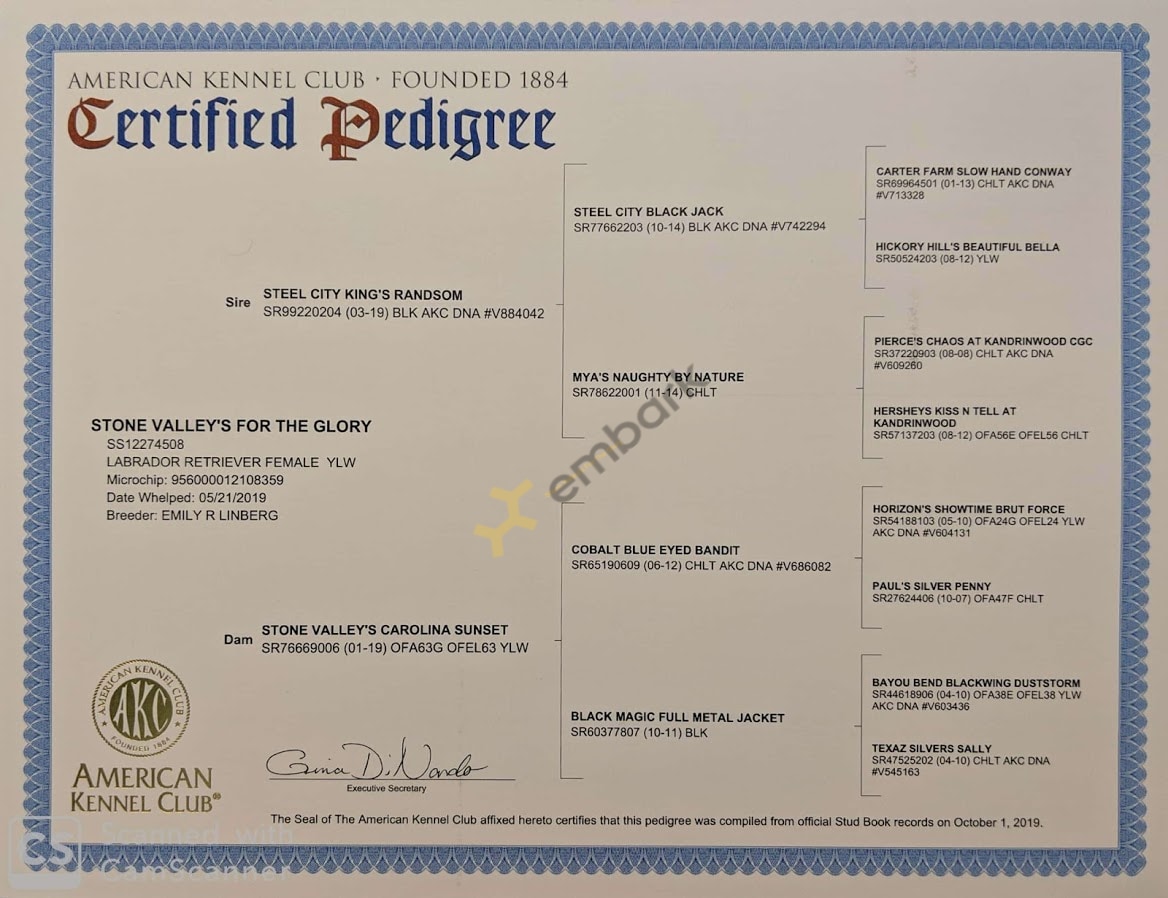 AMERICAN KENNEL CLUB · FOUNDED 1884
Certified Pedigree
CARTER FARM SLOW HAND CONWAY
SR69964501 (01-13) CHLT AKC DNA
#V713328
STEEL CITY BLACK JACK
SR77662203 (10-14) BLK AKC DNA #V742294
HICKORY HILL'S BEAUTIFUL BELLA
SR50524203 (08-12) YLW
Sire
STEEL CITY KING'S RANDSOM
SR99220204 (03-19) BLK AKC DNA #V884042
PIERCE'S CHAOS AT KANDRINWOOD CGC
SR37220903 (08-08) CHLT AKC DNA
#V609260
MYA'S NAUGHTY BY NATURE
SR78622001 (11-14) CHLT
HERSHEYS KISS N TELL AT
KANDRINWOOD
SR57137203 (08-12) OFA56E OFEL56 CHLT
STONE VALLEY'S FOR THE GLORY
SS12274508
LABRADOR RETRIEVER FEMALE YLW
Microchip: 956000012108359
Date Whelped: 05/21/2019
Breeder: EMILY R LINBERG
embark
HORIZON'S SHOWTIME BRUT FORCE
SR54188103 (05-10) OFA24G OFEL24 YLW
AKC DNA #V604131
COBALT BLUE EYED BANDIT
SR65190609 (06-12) CHLT AKC DNA #V686082
PAUL'S SILVER PENNY
SR27624406 (10-07) OFA47F CHLT
Dam
STONE VALLEY'S CAROLINA SUNSET
SR76669006 (01-19) OFA63G OFEL63 YLW
BAYOU BEND BLACKWING DUSTSTORM
SR44618906 (04-10) OFA38E OFEL38 YLW
AKC DNA #V603436
BLACK MAGIC FULL METAL JACKET
SR60377807 (10-11) BLK
TEXAZ SILVERS SALLY
SR47525202 (04-10) CHLT AKC DNA
#V545163
AMERICAN KENNEL CLUB
AKC
FOUNDED 1884
AMERICAN
KENNEL CLUB®
Gina DiNardo
Executive Secretary
The Seal of The American Kennel Club affixed hereto certifies that this pedigree was compiled from official Stud Book records on October 1, 2019.
CS
Scanned with
CamScanner